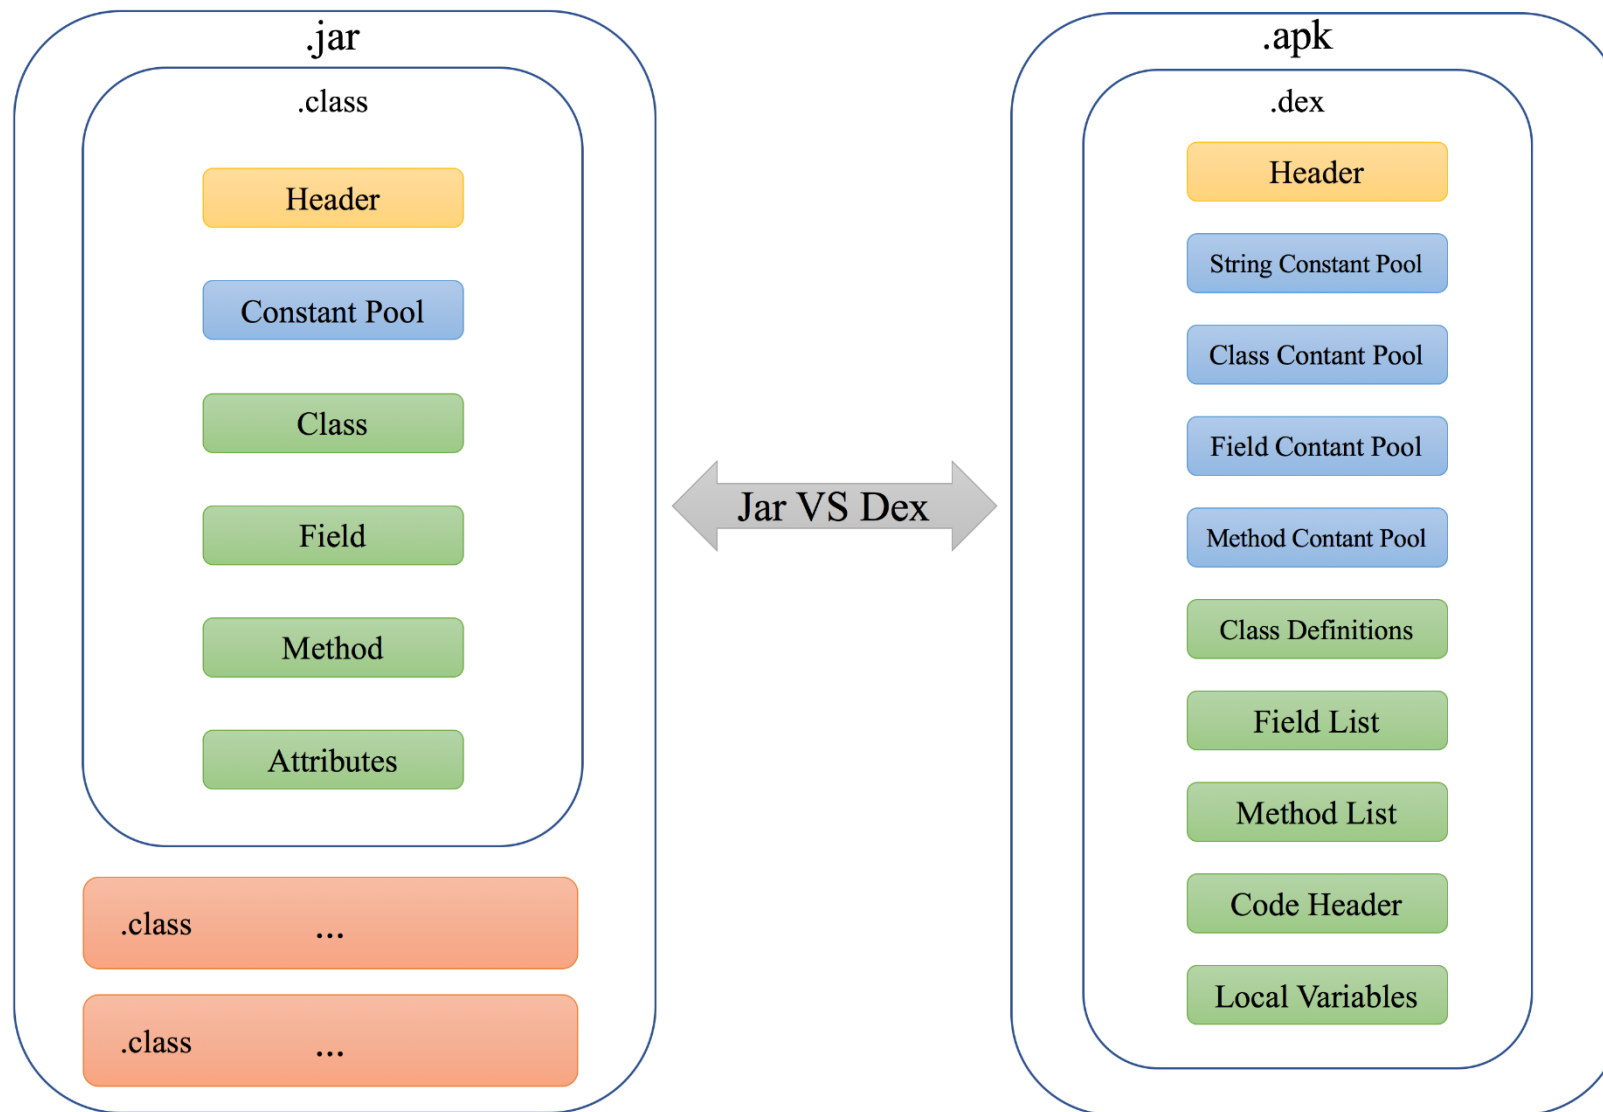 .jar
.class
Header
Constant Pool
Class
Field
Method
Attributes
.class ...
.class ...
Jar VS Dex
.apk
.dex
Header
String Constant Pool
Class Contant Pool
Field Contant Pool
Method Contant Pool
Class Definitions
Field List
Method List
Code Header
Local Variables